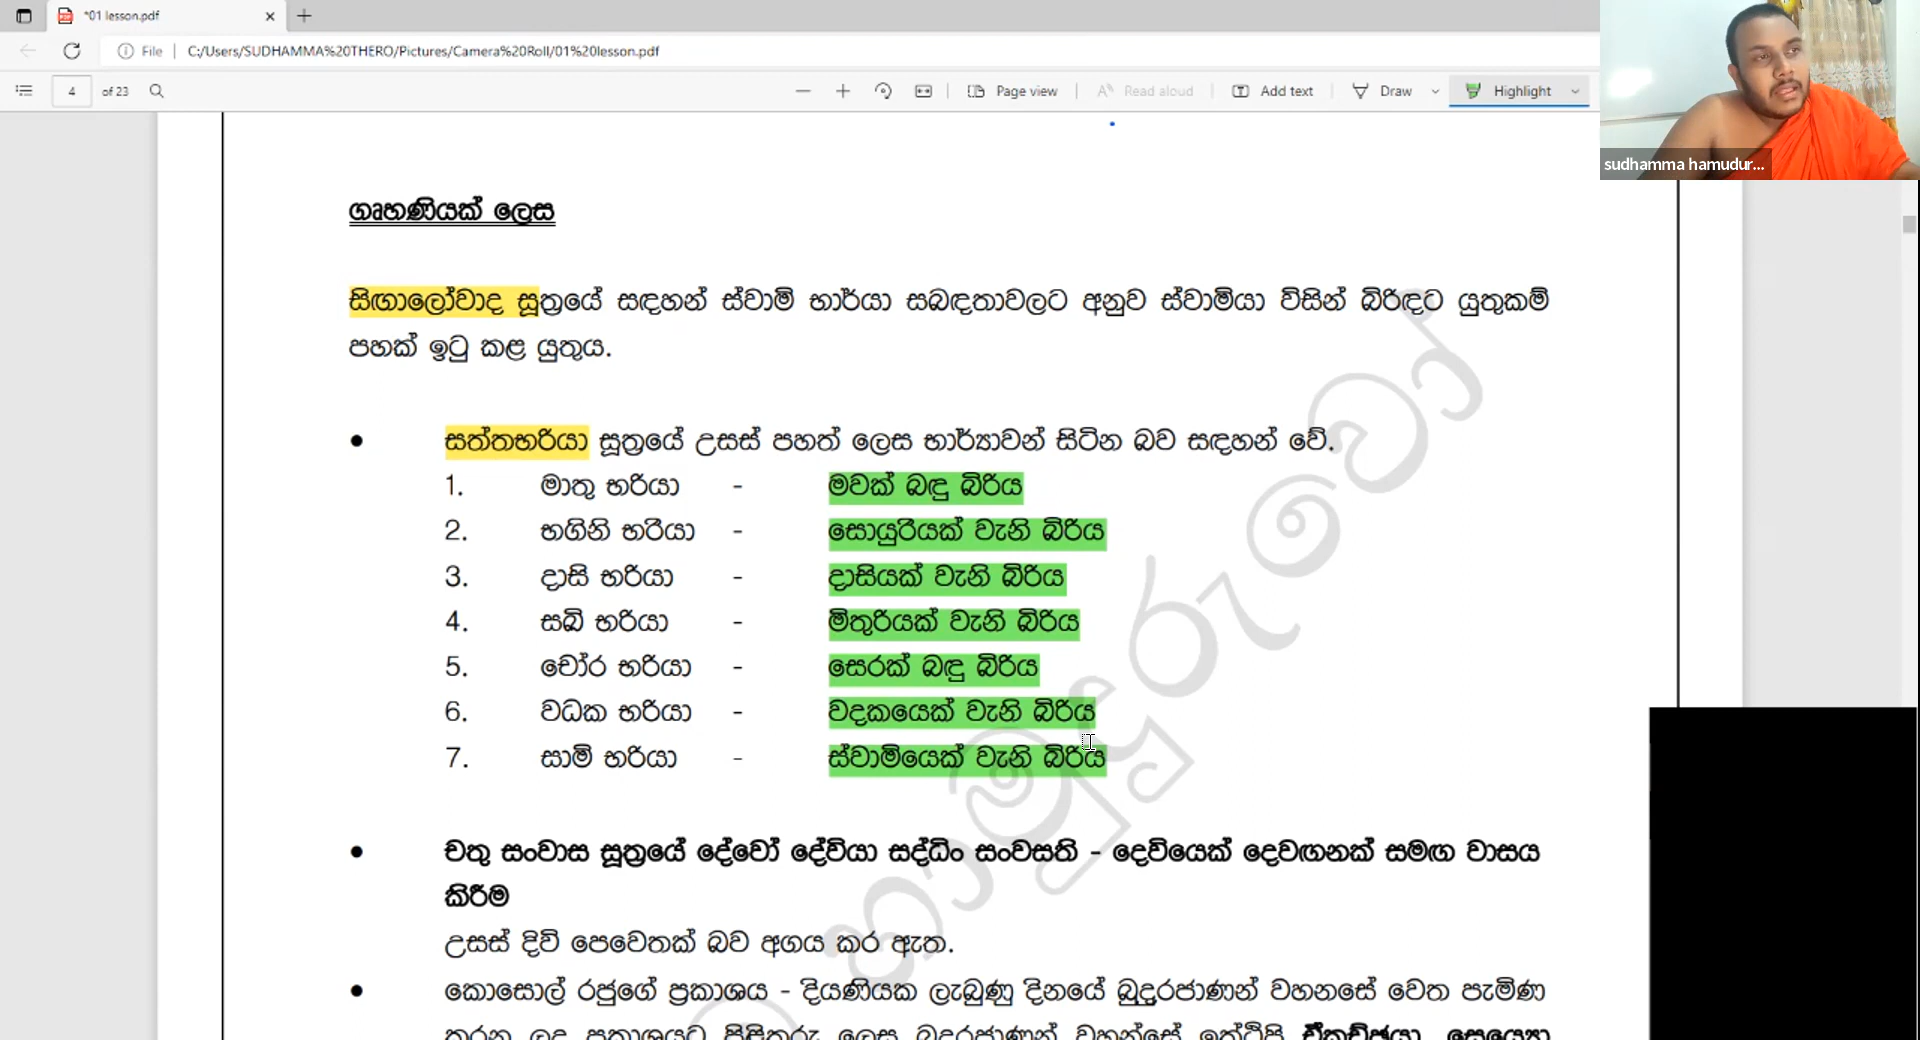 *01 lesson.pdf
File | C:/Users/SUDHAMMA%20THERO/Pictures/Camera%20Roll/01%20lesson.pdf
4 of 23 Page view Read aloud Add text Draw Highlight
sudhamma hamudur...
ගෘහණියක් ලෙස
සිඟාලෝවාද සූත්‍රයේ සඳහන් ස්වාමි භාර්යා සබඳතාවලට අනුව ස්වාමියා විසින් බිරිඳට යුතුකම්
පහක් ඉටු කළ යුතුය.
● සත්තභරියා සූත්‍රයේ උසස් පහත් ලෙස භාර්‍ය්‍යාවන් සිටින බව සඳහන් වේ.
1. මාතු භරියා - මවක් බඳු බිරිය
2. භගිනි භරියා - සොයුරියක් වැනි බිරිය
3. දාසි භරියා - දාසියක් වැනි බිරිය
4. සඛි භරියා - මිතුරියක් වැනි බිරිය
5. චෝර භරියා - සෙරක් බඳු බිරිය
6. වධක භරියා - වදකයෙක් වැනි බිරිය
7. සාමි භරියා - ස්වාමියෙක් වැනි බිරිය
● චතු සංවාස සූත්‍රයේ දේවෝ දේවියා සද්ධිං සංවසති - දෙවියෙක් දෙවඟනක් සමඟ වාසය
කිරීම
උසස් දිවි පෙවෙතක් බව අගය කර ඇත.
● කොසොල් රජුගේ ප්‍රකාශය - දියණියක ලැබුණු දිනයේ බුදුරජාණන් වහනසේ වෙත පැමිණ